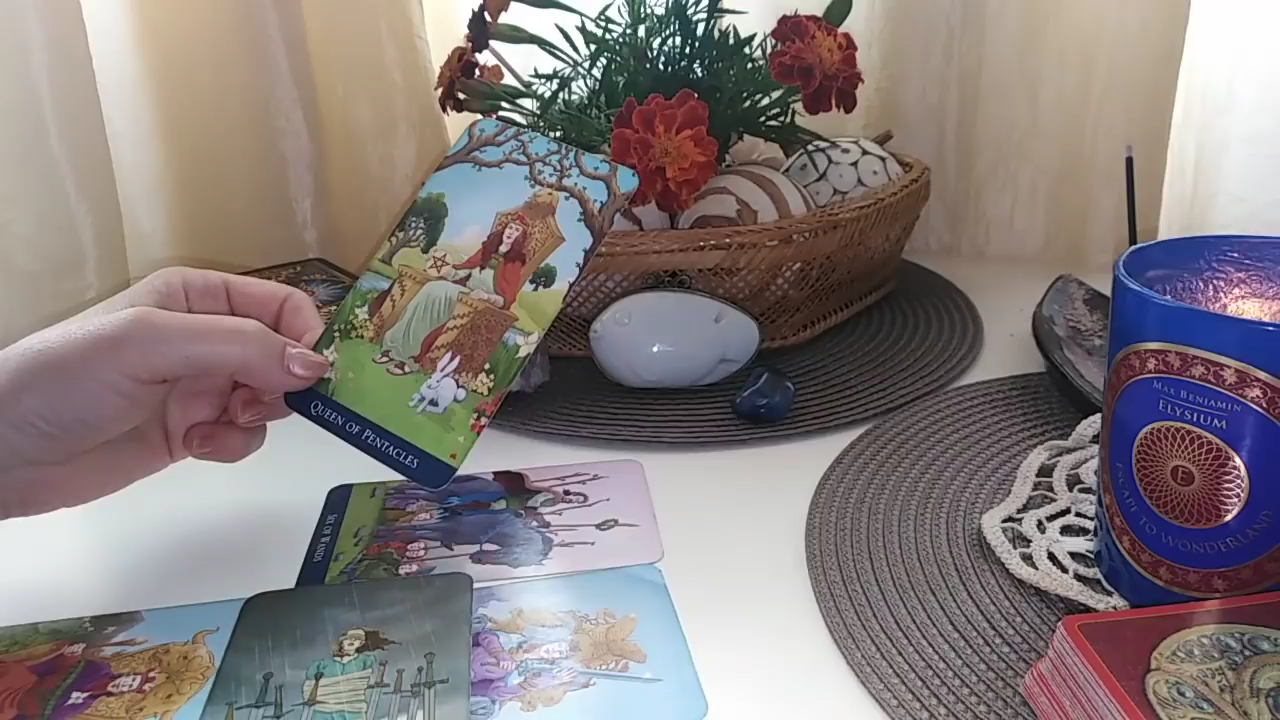 QUEEN OF PENTACLES
SIX OF WANDS
MAX BENJAMIN
ELYSIUM
E
ESCAPE TO WONDERLAND